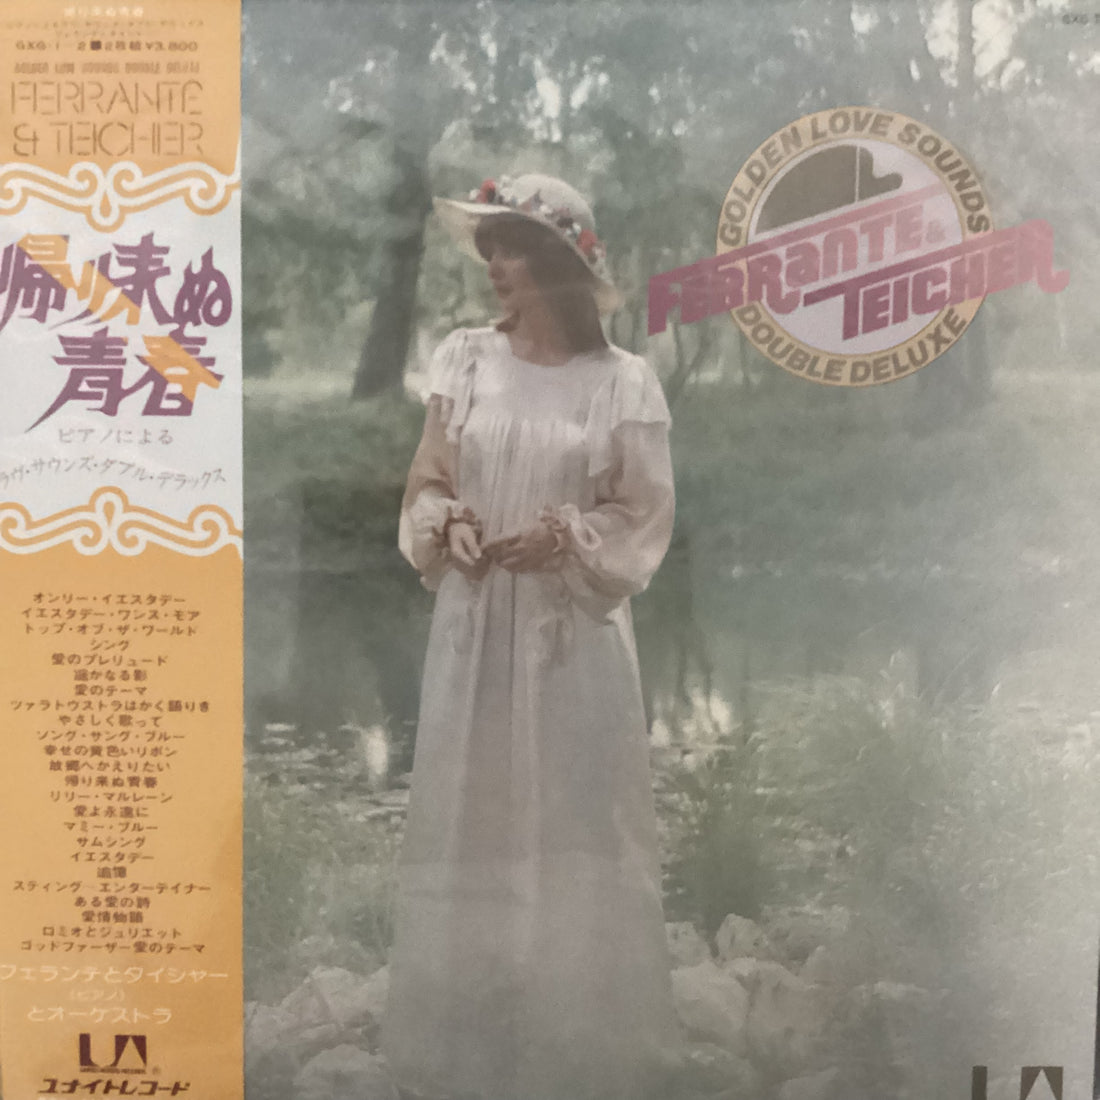 帰り来ぬ青春
GXG-1-2■2枚組¥3,800
FERRANTE
& TEICHER
帰り来ぬ
青春
ピアノによる
ラヴ・サウンズ・ダブル・デラックス
オンリー・イエスタデー
イエスタデー・ワンス・モア
トップ・オブ・ザ・ワールド
シング
愛のプレリュード
遥かなる影
愛のテーマ
ツァラトウストラはかく語りき
やさしく歌って
ソング・サング・ブルー
幸せの黄色いリボン
故郷へかえりたい
帰り来ぬ青春
リリー・マルレーン
愛よ永遠に
マミー・ブルー
サムシング
イエスタデー
追憶
スティング－エンターテイナー
ある愛の詩
愛情物語
ロミオとジュリエット
ゴッドファーザー愛のテーマ
フェランテとタイシャー
(ピアノ)
とオーケストラ
UA
ユナイトレコード
GOLDEN LOVE SOUNDS
FERRANTE &
TEICHER
DOUBLE DELUXE
UA